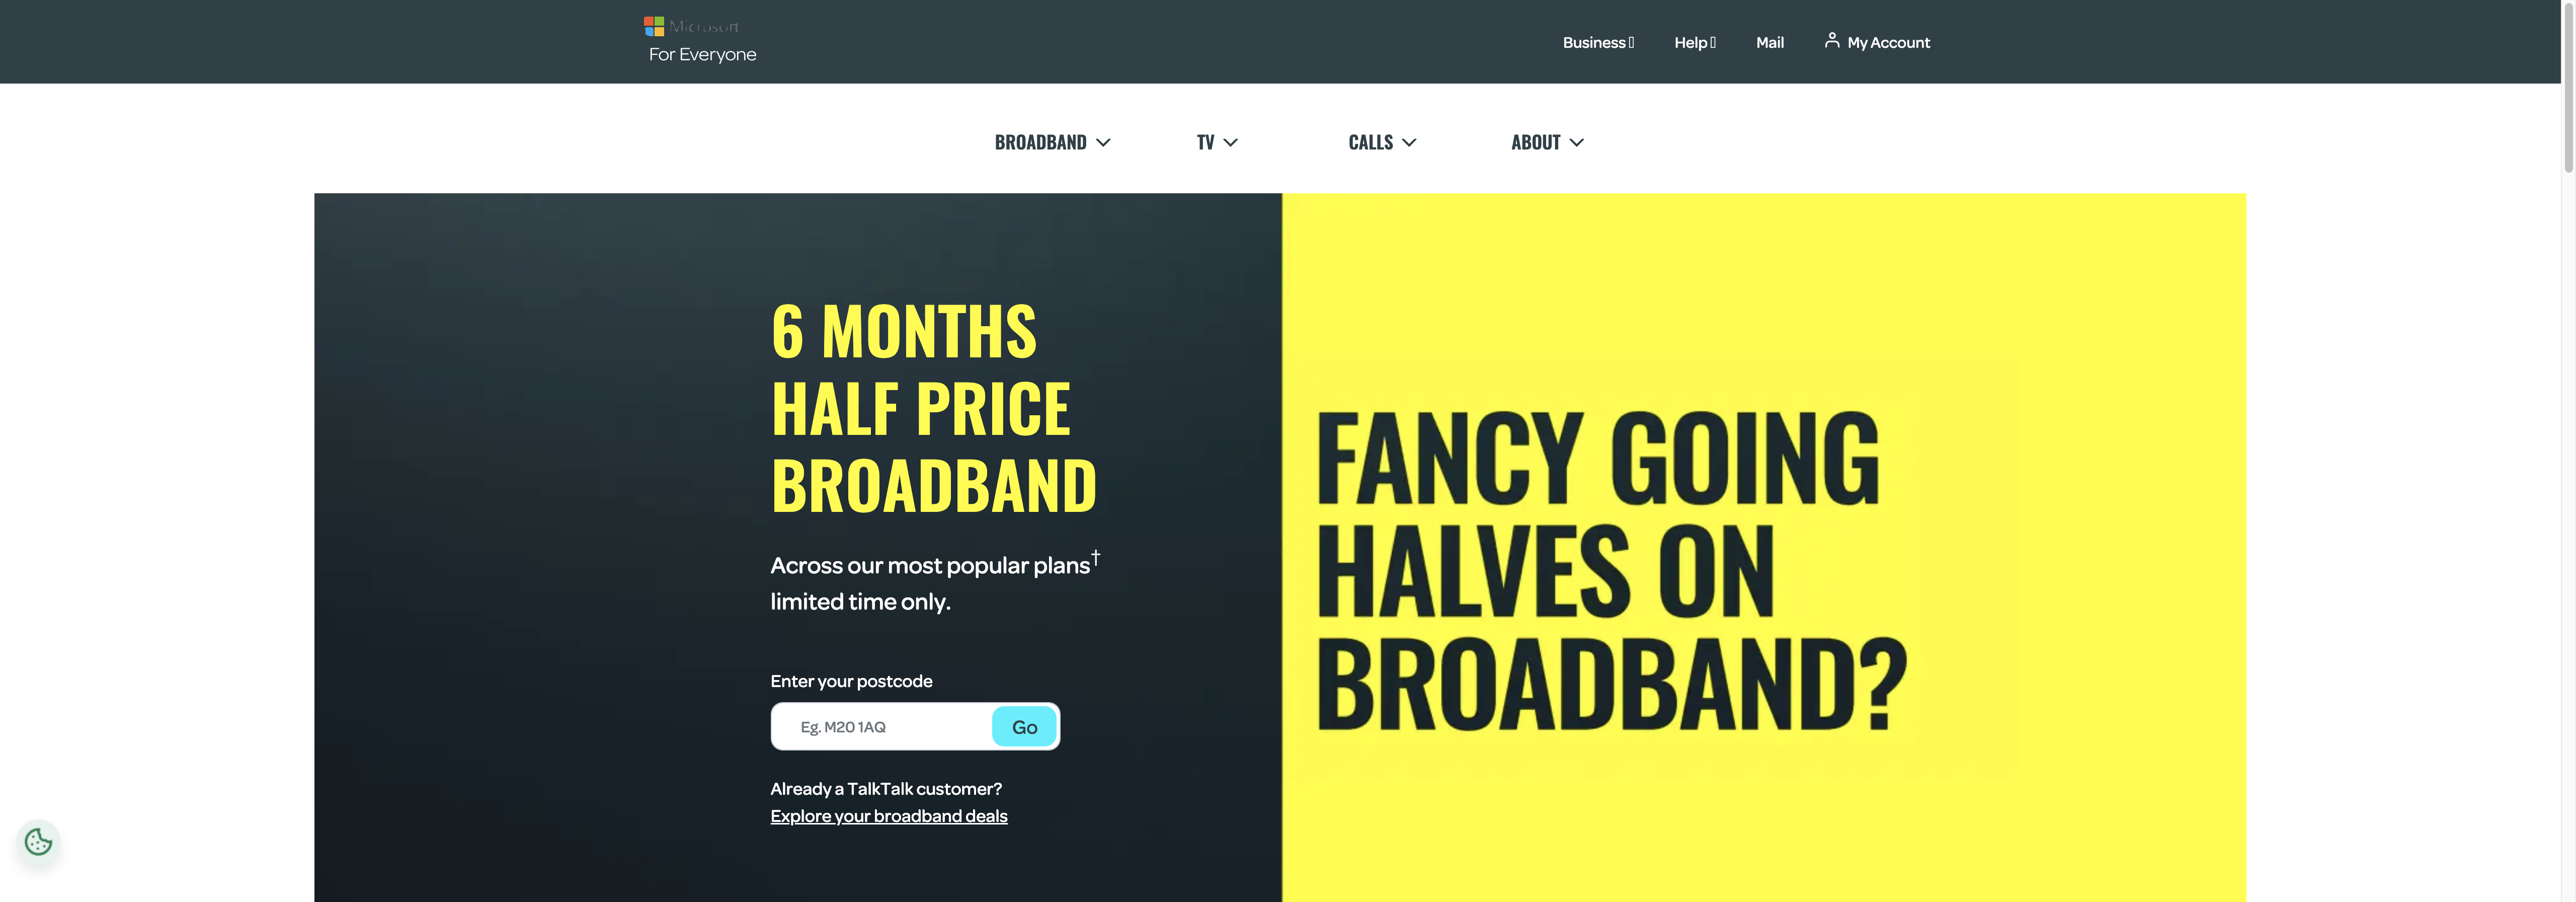 Microsoft
For Everyone
Business Help Mail My Account
BROADBAND TV CALLS ABOUT
6 MONTHS
HALF PRICE
BROADBAND
Across our most popular plans†
limited time only.
Enter your postcode
Eg. M20 1AQ Go
Already a TalkTalk customer?
Explore your broadband deals
FANCY GOING
HALVES ON
BROADBAND?